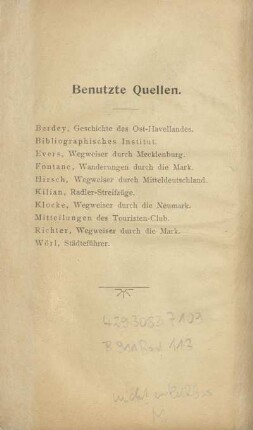 Benutzte Quellen.
Bardey, Geschichte des Ost-Havellandes.
Bibliographisches Institut.
Evers, Wegweiser durch Mecklenburg.
Fontane, Wanderungen durch die Mark.
Hirsch, Wegweiser durch Mitteldeutschland.
Kilian, Radler-Streifzüge.
Klocke, Wegweiser durch die Neumark.
Mitteilungen des Touristen-Club.
Richter, Wegweiser durch die Mark.
Wörl, Städteführer.